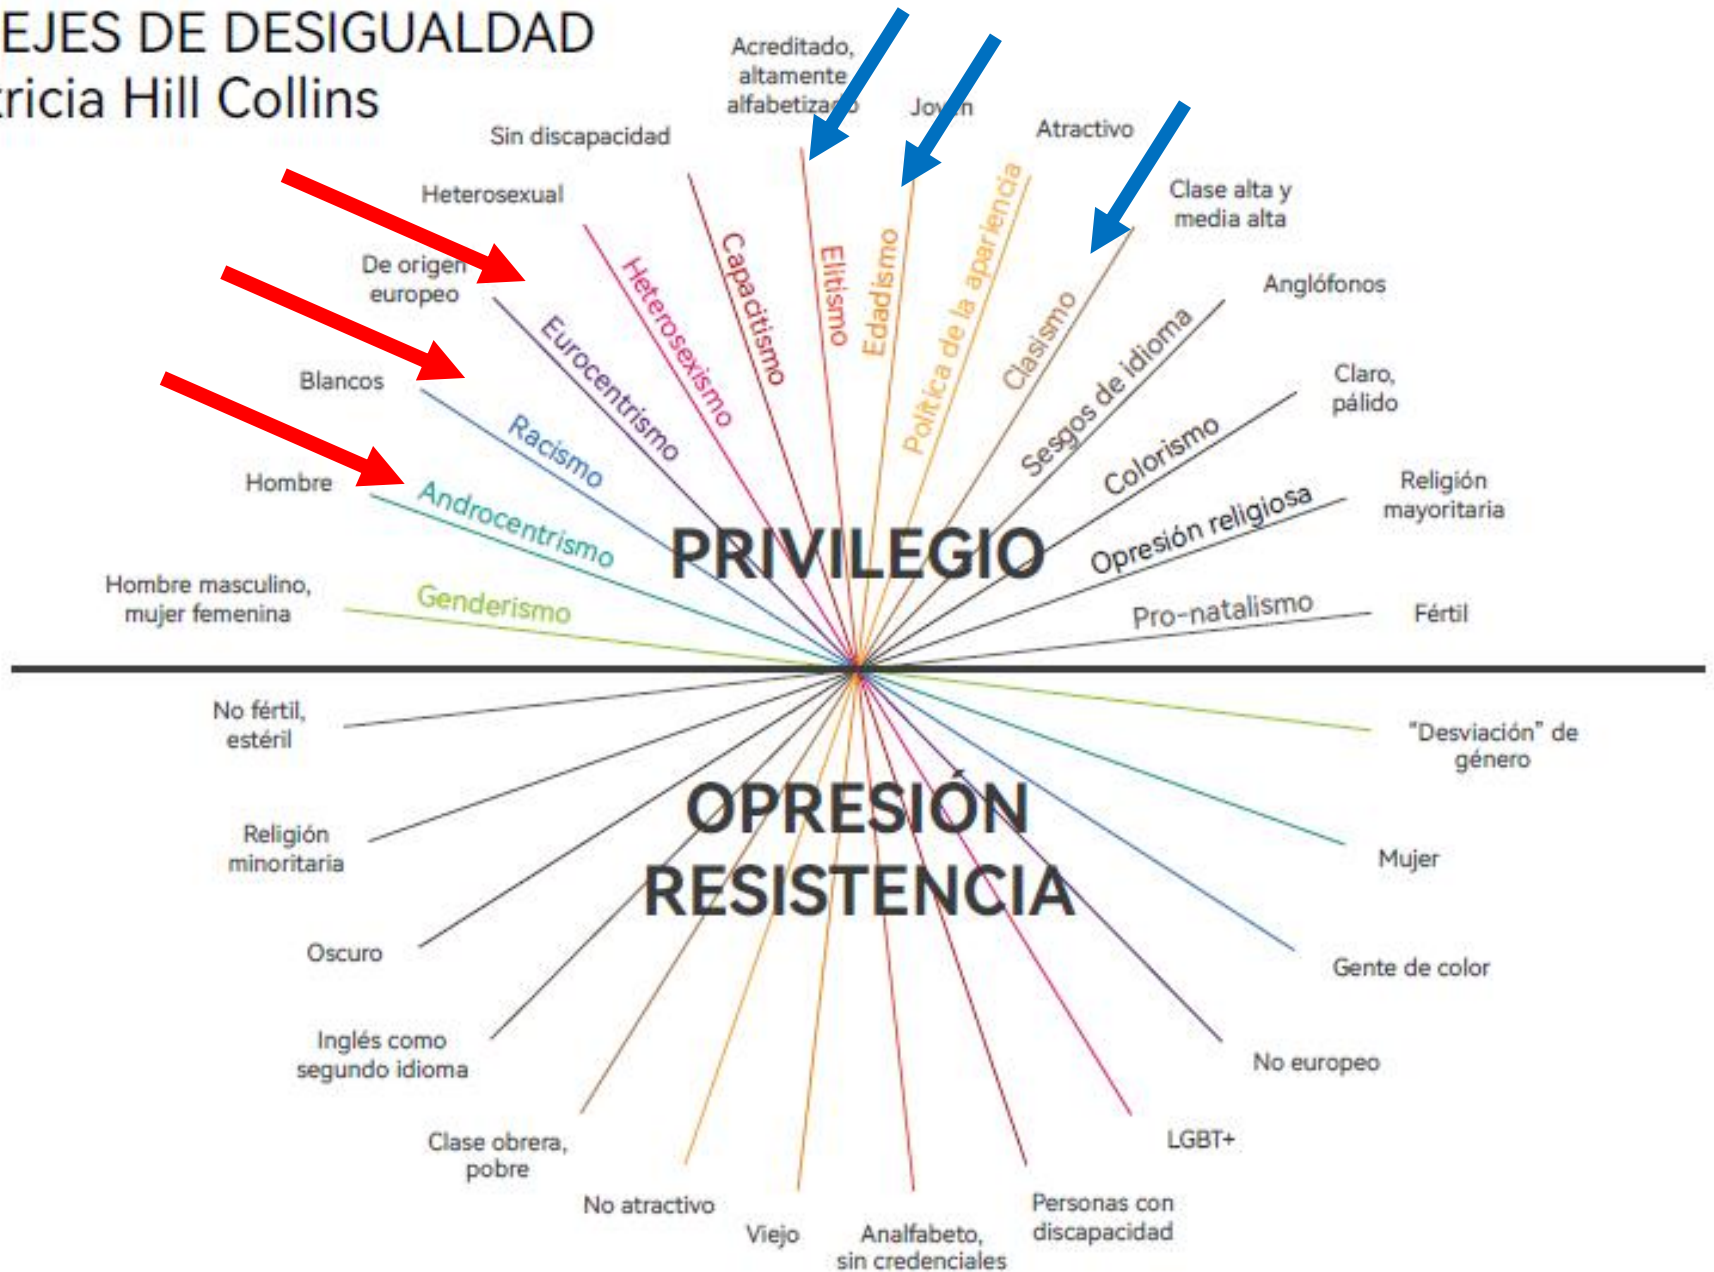 EJES DE DESIGUALDAD
tricia Hill Collins
Acreditado,
altamente
alfabetizado
Joven
Atractivo
Sin discapacidad
Heterosexual
Clase alta y
media alta
De origen
europeo
Anglófonos
Blancos
Claro,
pálido
Hombre
Religión
mayoritaria
Hombre masculino,
mujer femenina
Fértil
Genderismo
Androcentrismo
Racismo
Eurocentrismo
Heterosexismo
Capacitismo
Elitismo
Edadismo
Política de la apariencia
Clasismo
Sesgos de idioma
Colorismo
Opresión religiosa
Pro-natalismo
PRIVILEGIO
OPRESIÓN
RESISTENCIA
No fértil,
estéril
"Desviación" de
género
Religión
minoritaria
Mujer
Oscuro
Gente de color
Inglés como
segundo idioma
No europeo
Clase obrera,
pobre
LGBT+
No atractivo
Viejo
Analfabeto,
sin credenciales
Personas con
discapacidad